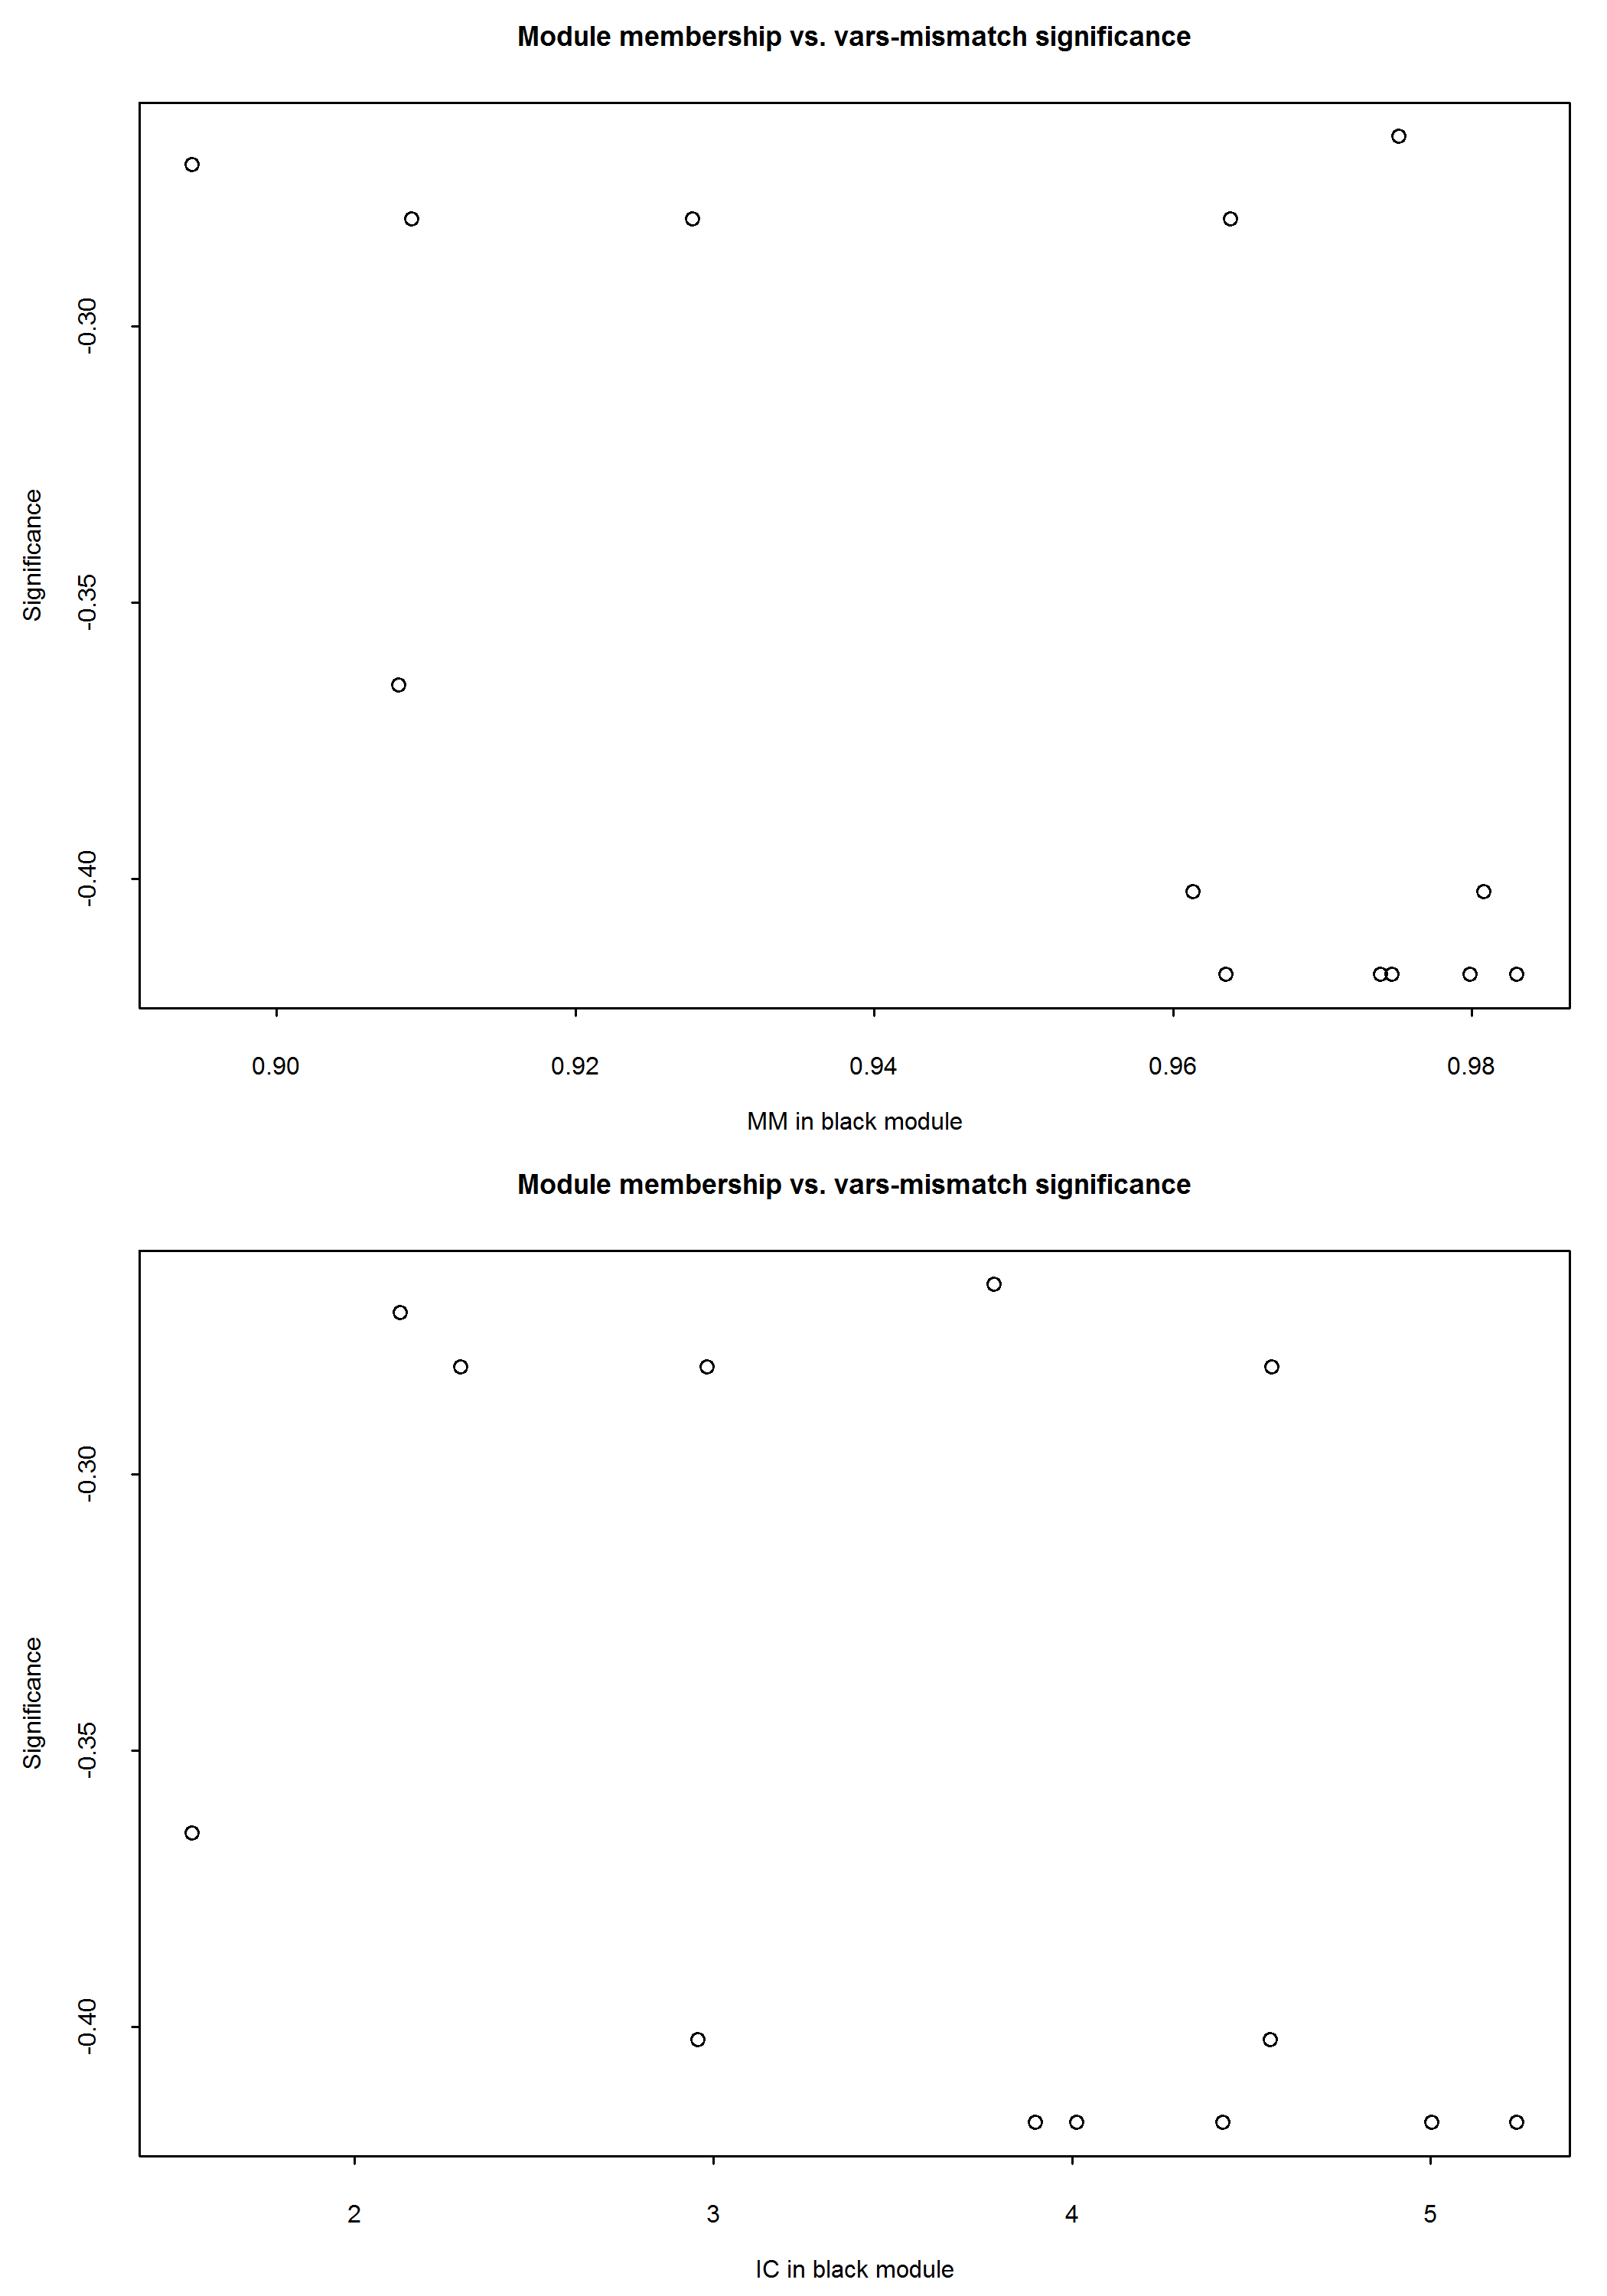 Module membership vs. vars-mismatch significance
Significance
-0.30
-0.35
-0.40
0.90 0.92 0.94 0.96 0.98
MM in black module
Module membership vs. vars-mismatch significance
Significance
-0.30
-0.35
-0.40
2 3 4 5
IC in black module